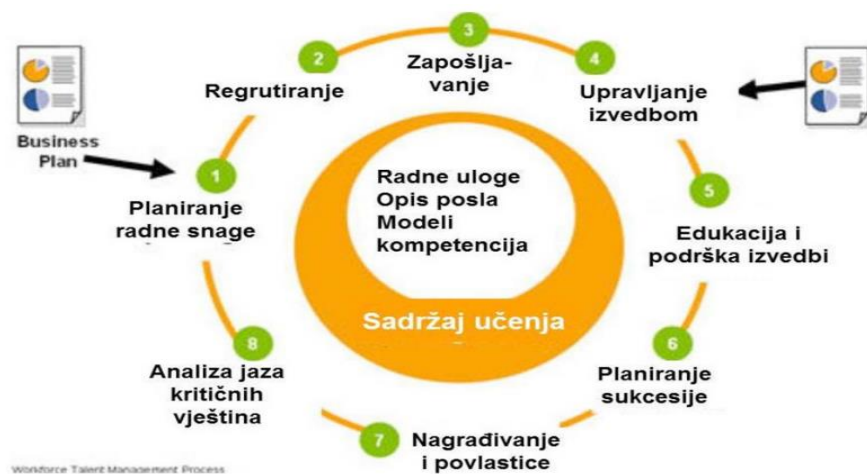 3
Zapošlja-
vanje
2
Regrutiranje
4
Upravljanje
izvedbom
Business
Plan
1
Planiranje
radne snage
Radne uloge
Opis posla
Modeli
kompetencija
5
Edukacija i
podrška izvedbi
Sadržaj učenja
8
Analiza jaza
kritičnih
vještina
6
Planiranje
sukcesije
7
Nagrađivanje
i povlastice
Workforce Talent Management Process